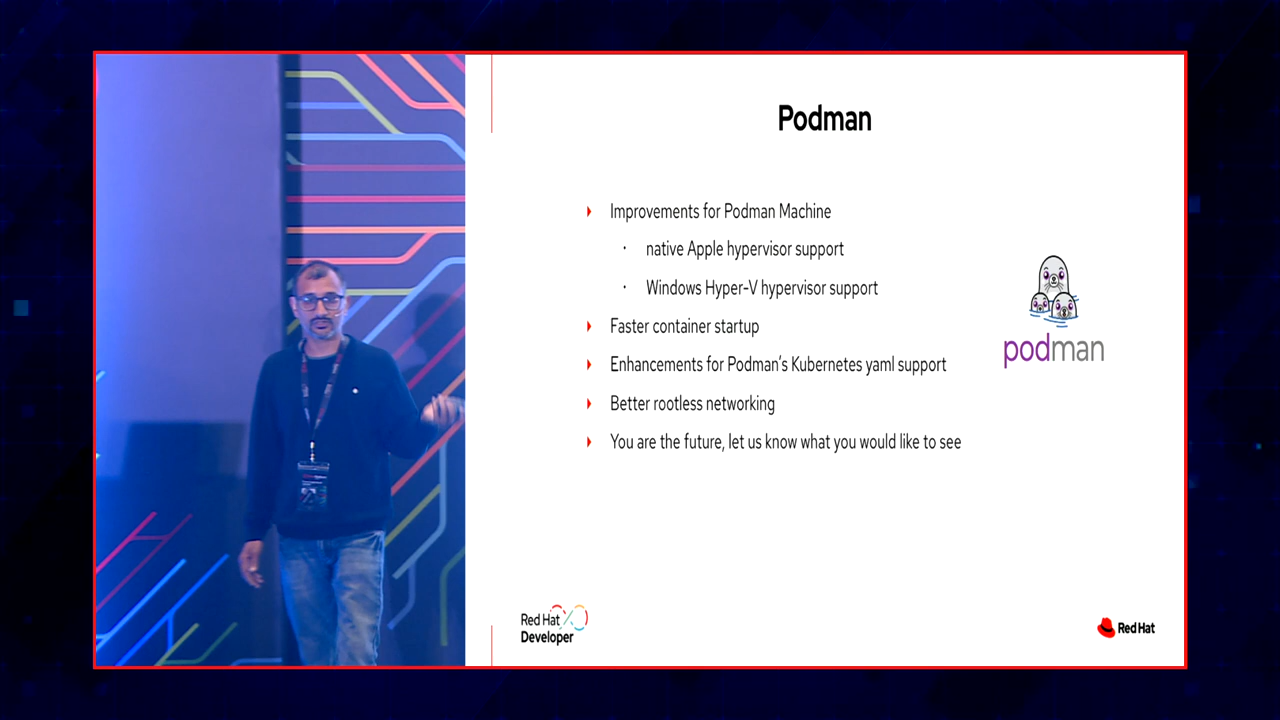 Podman
Improvements for Podman Machine
native Apple hypervisor support
Windows Hyper-V hypervisor support
Faster container startup
Enhancements for Podman's Kubernetes yaml support
Better rootless networking
You are the future, let us know what you would like to see
podman
Red Hat
Developer
Red Hat